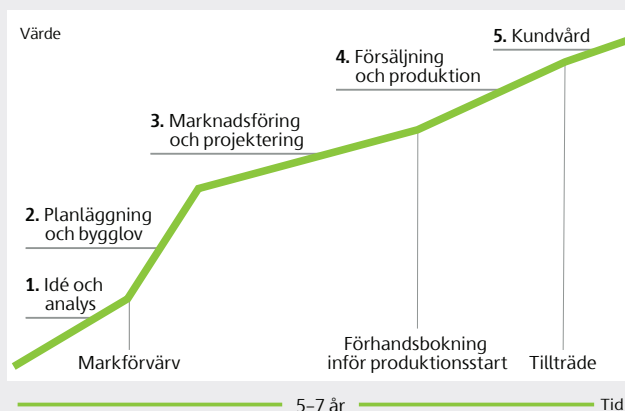 Värde
5. Kundvård
4. Försäljning
och produktion
3. Marknadsföring
och projektering
2. Planläggning
och bygglov
1. Idé och
analys
Markförvärv
Förhandsbokning
inför produktionsstart
Tillträde
5–7 år
Tid